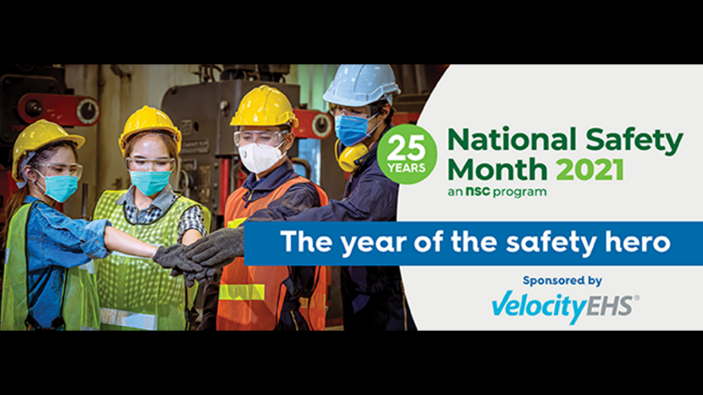 25
YEARS
National Safety
Month 2021
an nsc program
The year of the safety hero
Sponsored by
VelocityEHS®